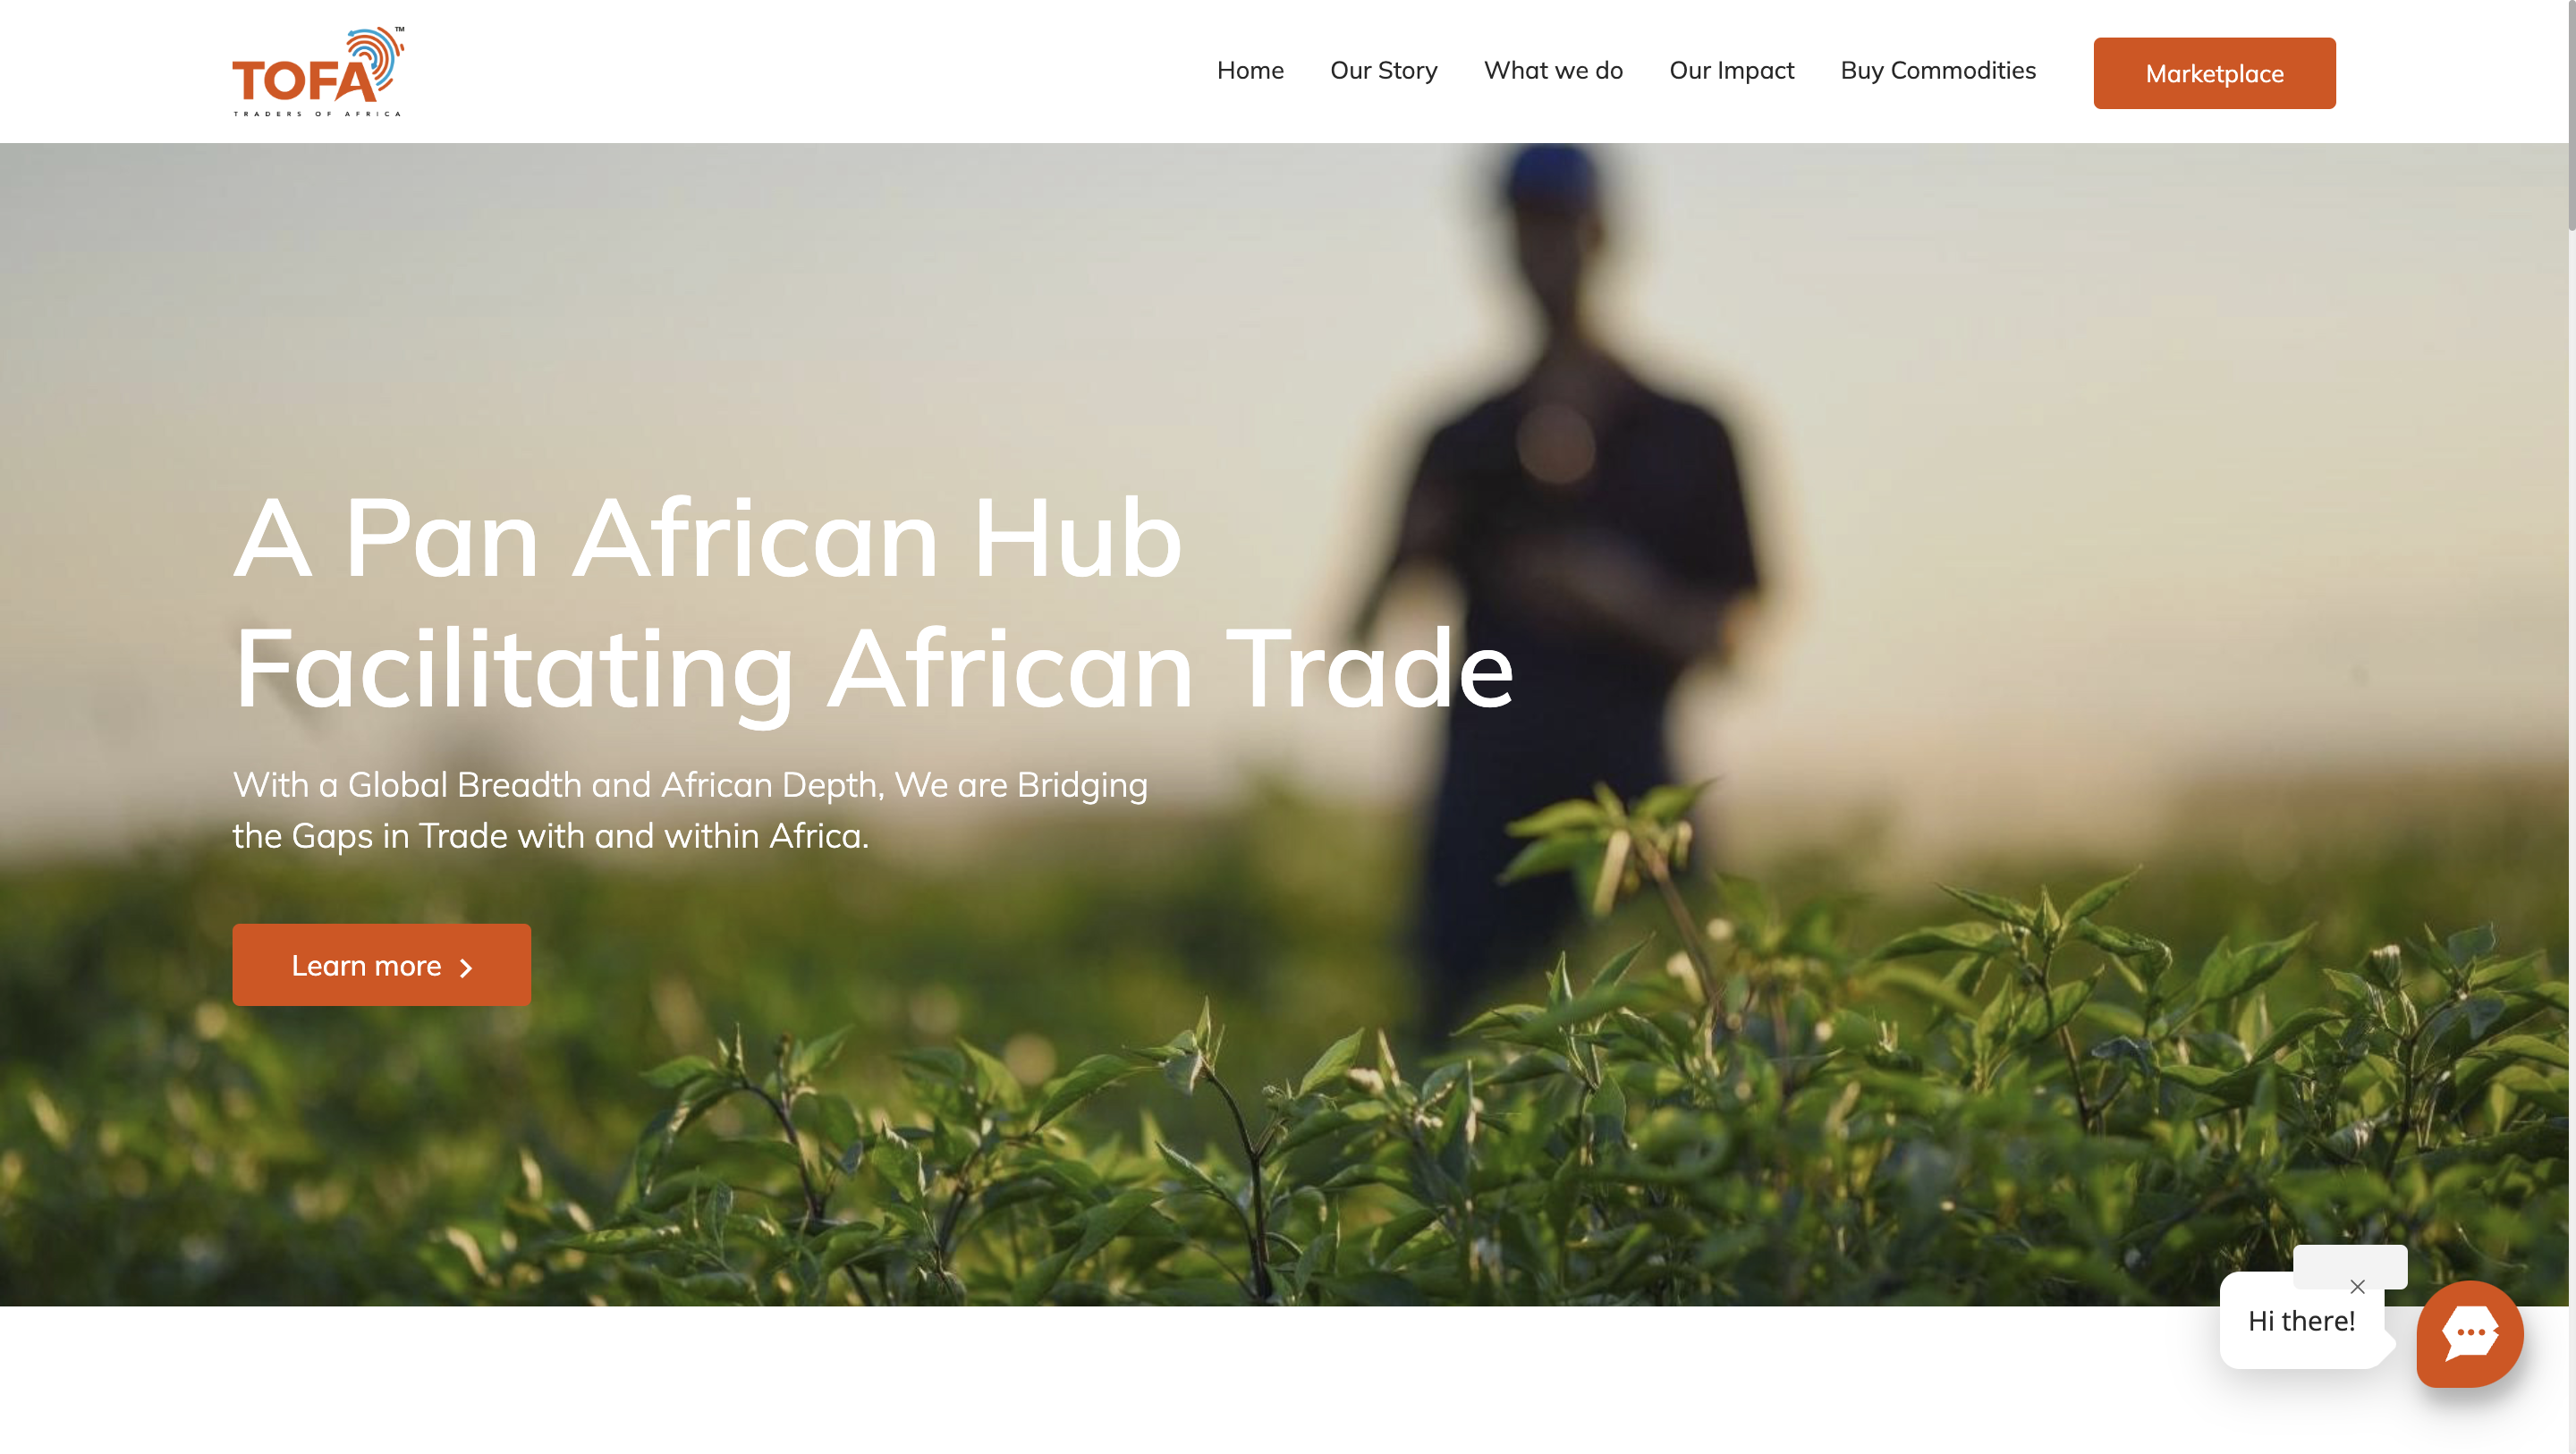 TOFA™
TRADERS OF AFRICA
Home
Our Story
What we do
Our Impact
Buy Commodities
Marketplace
A Pan African Hub
Facilitating African Trade
With a Global Breadth and African Depth, We are Bridging
the Gaps in Trade with and within Africa.
Learn more
Hi there!